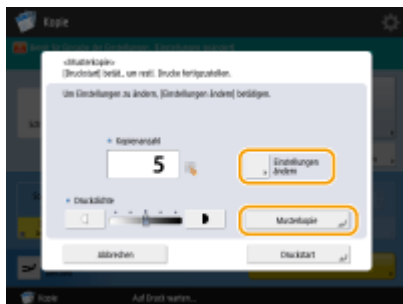 Kopie
<Musterkopie>
[Druckstart] betät., um restl. Drucke fertigzustellen.
Um Einstellungen zu ändern, [Einstellungen Ändern] betätigen.
Kopienanzahl
5
Einstellungen
ändern
Druckdichte
Musterkopie
Abbrechen
Druckstart
Kopie
Auf Druck warten...